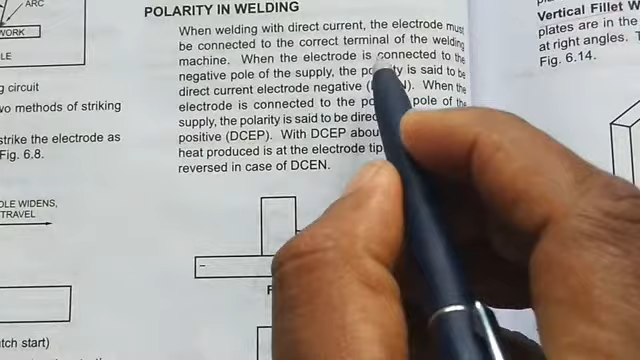 ARC
WORK
LE
g circuit
wo methods of striking
strike the electrode as
Fig. 6.8.
OLE WIDENS,
TRAVEL
tch start)
POLARITY IN WELDING
When welding with direct current, the electrode must
be connected to the correct terminal of the welding
machine. When the electrode is connected to the
negative pole of the supply, the polarity is said to be
direct current electrode negative (D N). When the
electrode is connected to the po pole of the
supply, the polarity is said to be direc
positive (DCEP). With DCEP abou
heat produced is at the electrode tip
reversed in case of DCEN.
–
F
Vertical Fillet W
plates are in the
at right angles. T
Fig. 6.14.